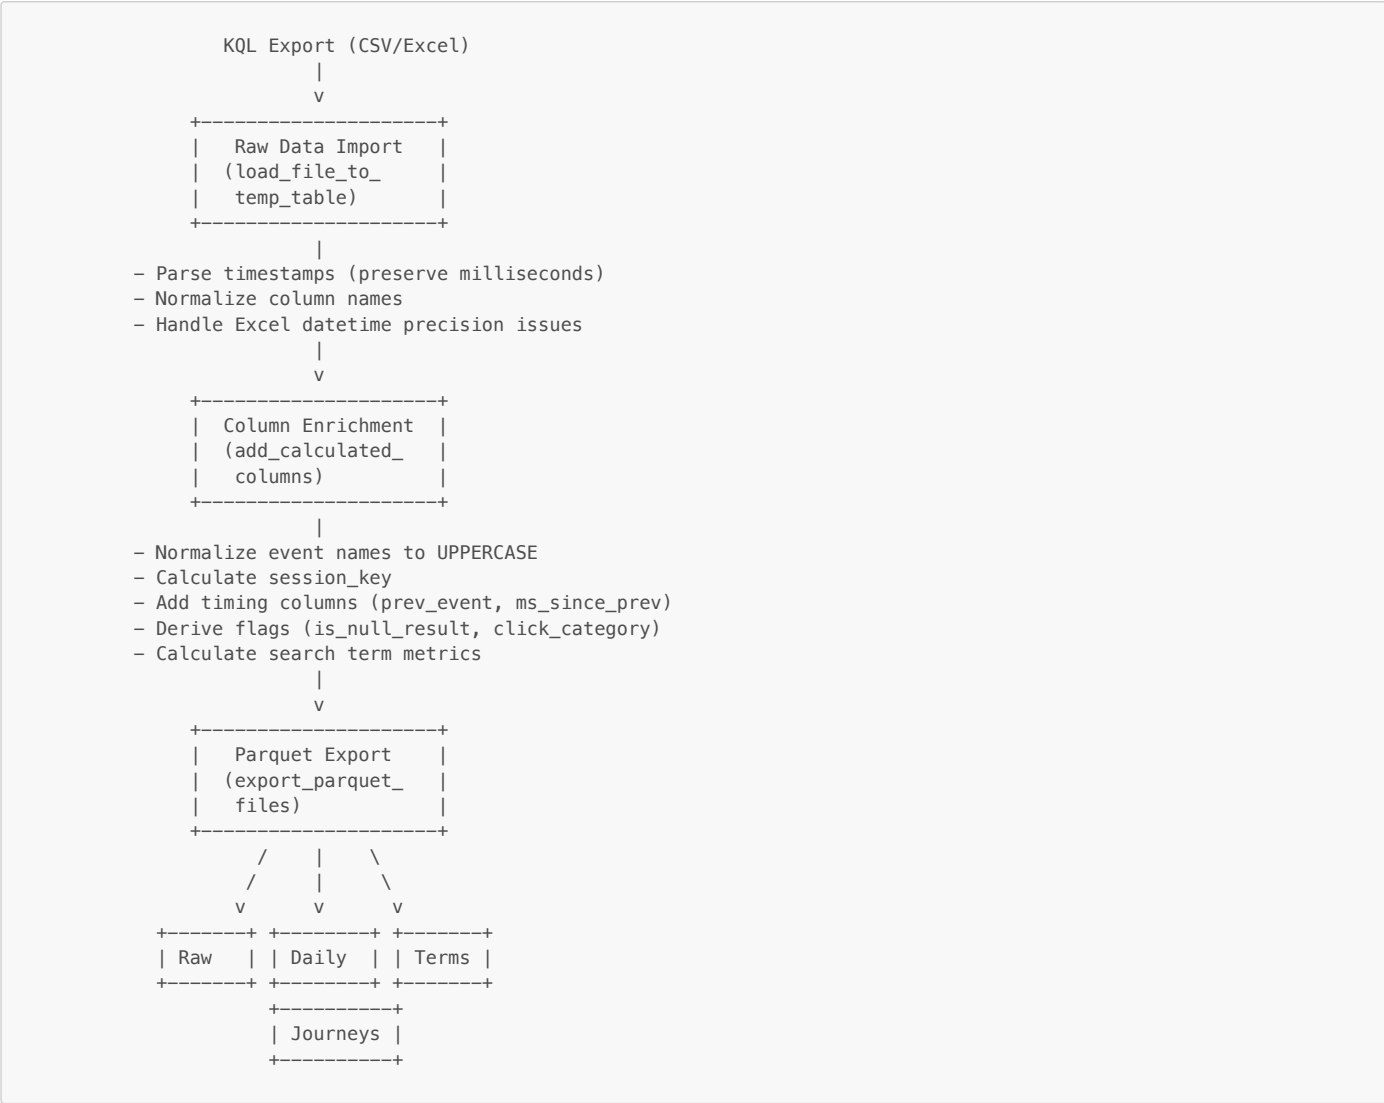 KQL Export (CSV/Excel)
|
v
+---------------------+
|   Raw Data Import   |
|  (load_file_to_     |
|   temp_table)       |
+---------------------+
|
- Parse timestamps (preserve milliseconds)
- Normalize column names
- Handle Excel datetime precision issues
|
v
+---------------------+
|  Column Enrichment  |
|  (add_calculated_   |
|   columns)          |
+---------------------+
|
- Normalize event names to UPPERCASE
- Calculate session_key
- Add timing columns (prev_event, ms_since_prev)
- Derive flags (is_null_result, click_category)
- Calculate search term metrics
|
v
+---------------------+
|   Parquet Export    |
|  (export_parquet_   |
|   files)            |
+---------------------+
/    |    \
/     |     \
v      v      v
+-------+ +--------+ +-------+
| Raw   | | Daily  | | Terms |
+-------+ +--------+ +-------+
+----------+
| Journeys |
+----------+